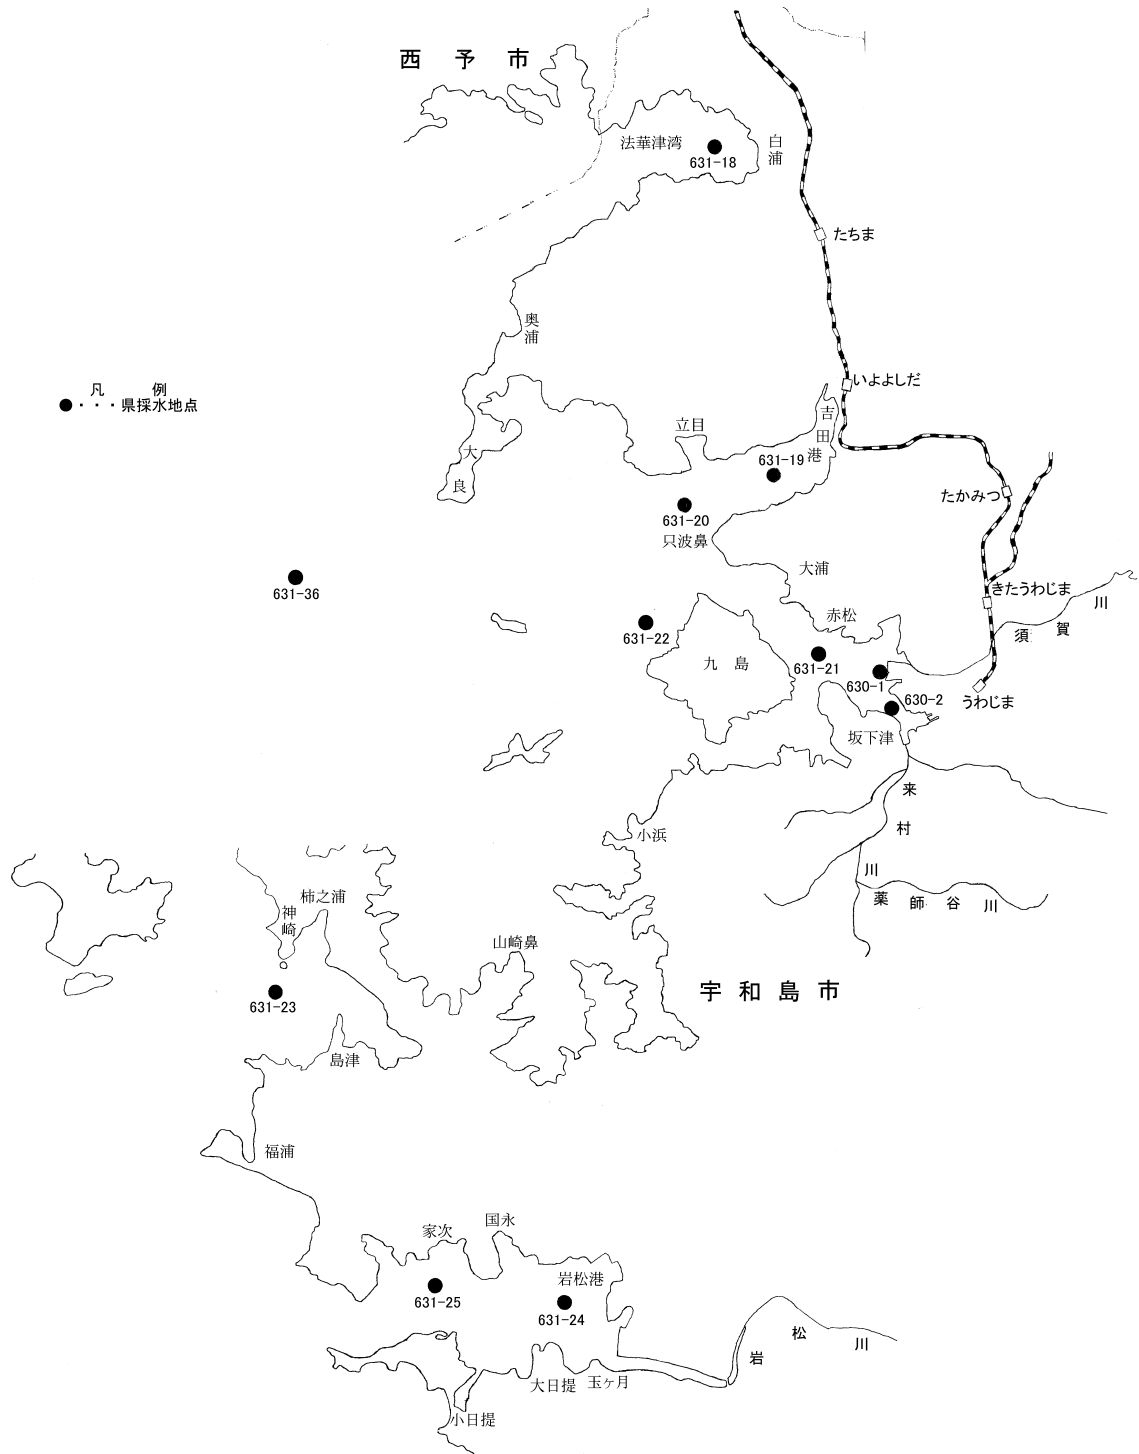 西予市
法華津湾
白浦
631-18
たちま
奥浦
いよよしだ
凡例
●・・・県採水地点
吉田港
立目
大良
631-19
たかみつ
631-20
只波鼻
大浦
631-36
きたうわじま
須賀川
赤松
631-22
九島
631-21
630-1
630-2
うわじま
坂下津
来村川
小浜
薬師谷川
柿之浦
神崎
山崎鼻
宇和島市
631-23
島津
福浦
国永
家次
岩松港
631-25
631-24
岩松川
大日提
玉ヶ月
小日提